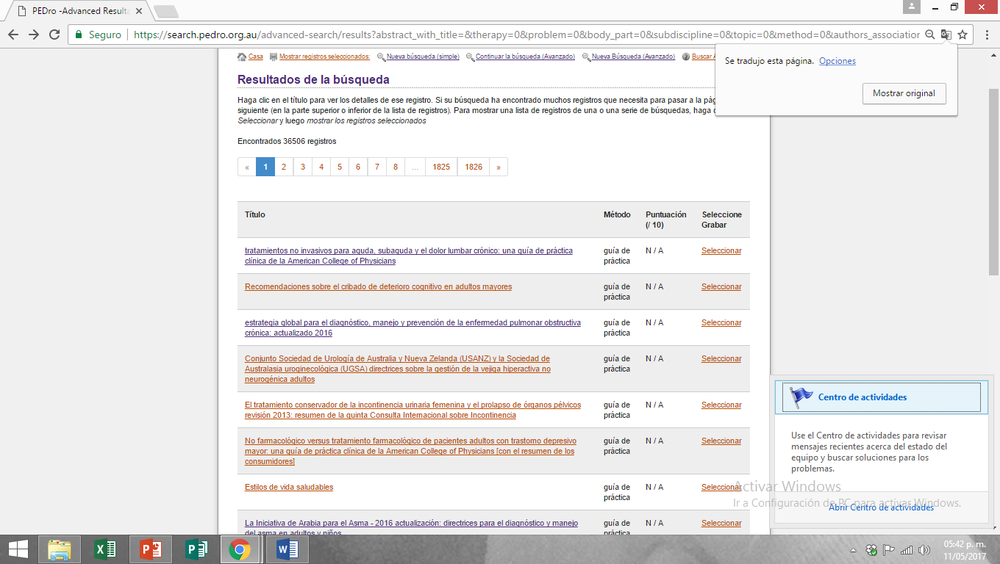 PEDro -Advanced Resulta
Seguro
https://search.pedro.org.au/advanced-search/results?abstract_with_title=&therapy=0&problem=0&body_part=0&subdiscipline=0&topic=0&method=0&authors_association
Se tradujo esta página. Opciones
Mostrar original
Casa Mostrar registros seleccionados: Nueva búsqueda (simple) Continuar la búsqueda (Avanzado) Nueva Búsqueda (Avanzado) Buscar A
Resultados de la búsqueda
Haga clic en el título para ver los detalles de ese registro. Si su búsqueda ha encontrado muchos registros que necesita para pasar a la pág
siguiente (en la parte superior o inferior de la lista de registros). Para mostrar una lista de registros de una o una serie de búsquedas, haga
Seleccionar y luego mostrar los registros seleccionados
Encontrados 36506 registros
« 1 2 3 4 5 6 7 8 ... 1825 1826 »
Título Método Puntuación Seleccione
(/ 10) Grabar
tratamientos no invasivos para aguda, subaguda y el dolor lumbar crónico: una guía de práctica guía de N / A Seleccionar
clínica de la American College of Physicians práctica
Recomendaciones sobre el cribado de deterioro cognitivo en adultos mayores guía de N / A Seleccionar
práctica
estrategia global para el diagnóstico, manejo y prevención de la enfermedad pulmonar obstructiva guía de N / A Seleccionar
crónica: actualizado 2016 práctica
Conjunto Sociedad de Urología de Australia y Nueva Zelanda (USANZ) y la Sociedad de guía de N / A Seleccionar
Australasia uroginecológica (UGSA) directrices sobre la gestión de la vejiga hiperactiva no práctica
neurogénica adultos
El tratamiento conservador de la incontinencia urinaria femenina y el prolapso de órganos pélvicos guía de N / A Seleccionar
revisión 2013: resumen de la quinta Consulta Internacional sobre Incontinencia práctica
No farmacológico versus tratamiento farmacológico de pacientes adultos con trastorno depresivo guía de N / A Seleccionar
mayor: una guía de práctica clínica de la American College of Physicians [con el resumen de los práctica
consumidores]
Estilos de vida saludables guía de N / A Seleccionar
práctica
La Iniciativa de Arabia para el Asma - 2016 actualización: directrices para el diagnóstico y manejo guía de N / A Seleccionar
del asma en adultos y niños práctica
Centro de actividades
Use el Centro de actividades para revisar
mensajes recientes acerca del estado del
equipo y buscar soluciones para los
problemas.
Activar Windows
Ir a Configuración de PC para activar Windows.
Abrir Centro de actividades
05:42 p. m.
11/05/2017